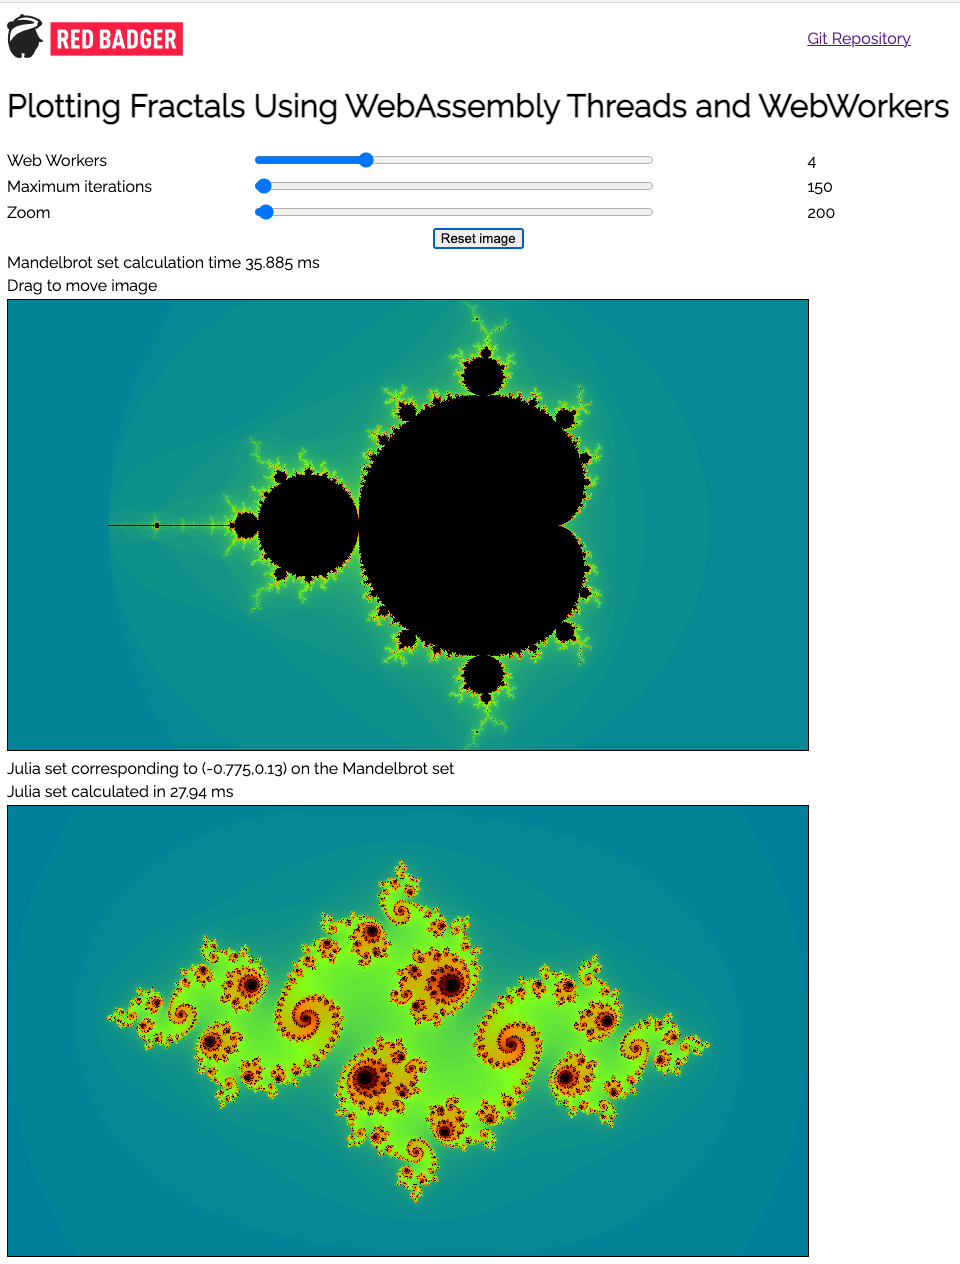 RED BADGER
Git Repository
Plotting Fractals Using WebAssembly Threads and WebWorkers
Web Workers 4
Maximum iterations 150
Zoom 200
Reset image
Mandelbrot set calculation time 35.885 ms
Drag to move image
Julia set corresponding to (-0.775,0.13) on the Mandelbrot set
Julia set calculated in 27.94 ms